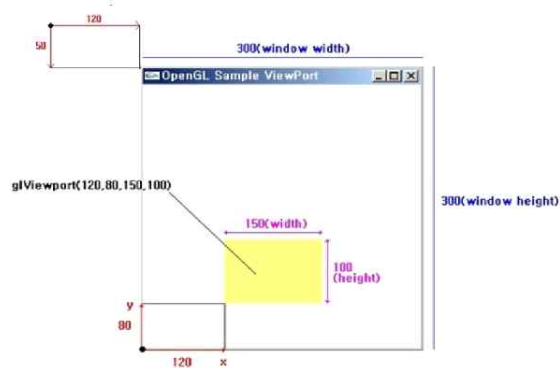 120
50
300(window width)
OpenGL Sample ViewPort
glViewport(120,80,150,100)
300(window height)
150(width)
100
(height)
y
80
120
x